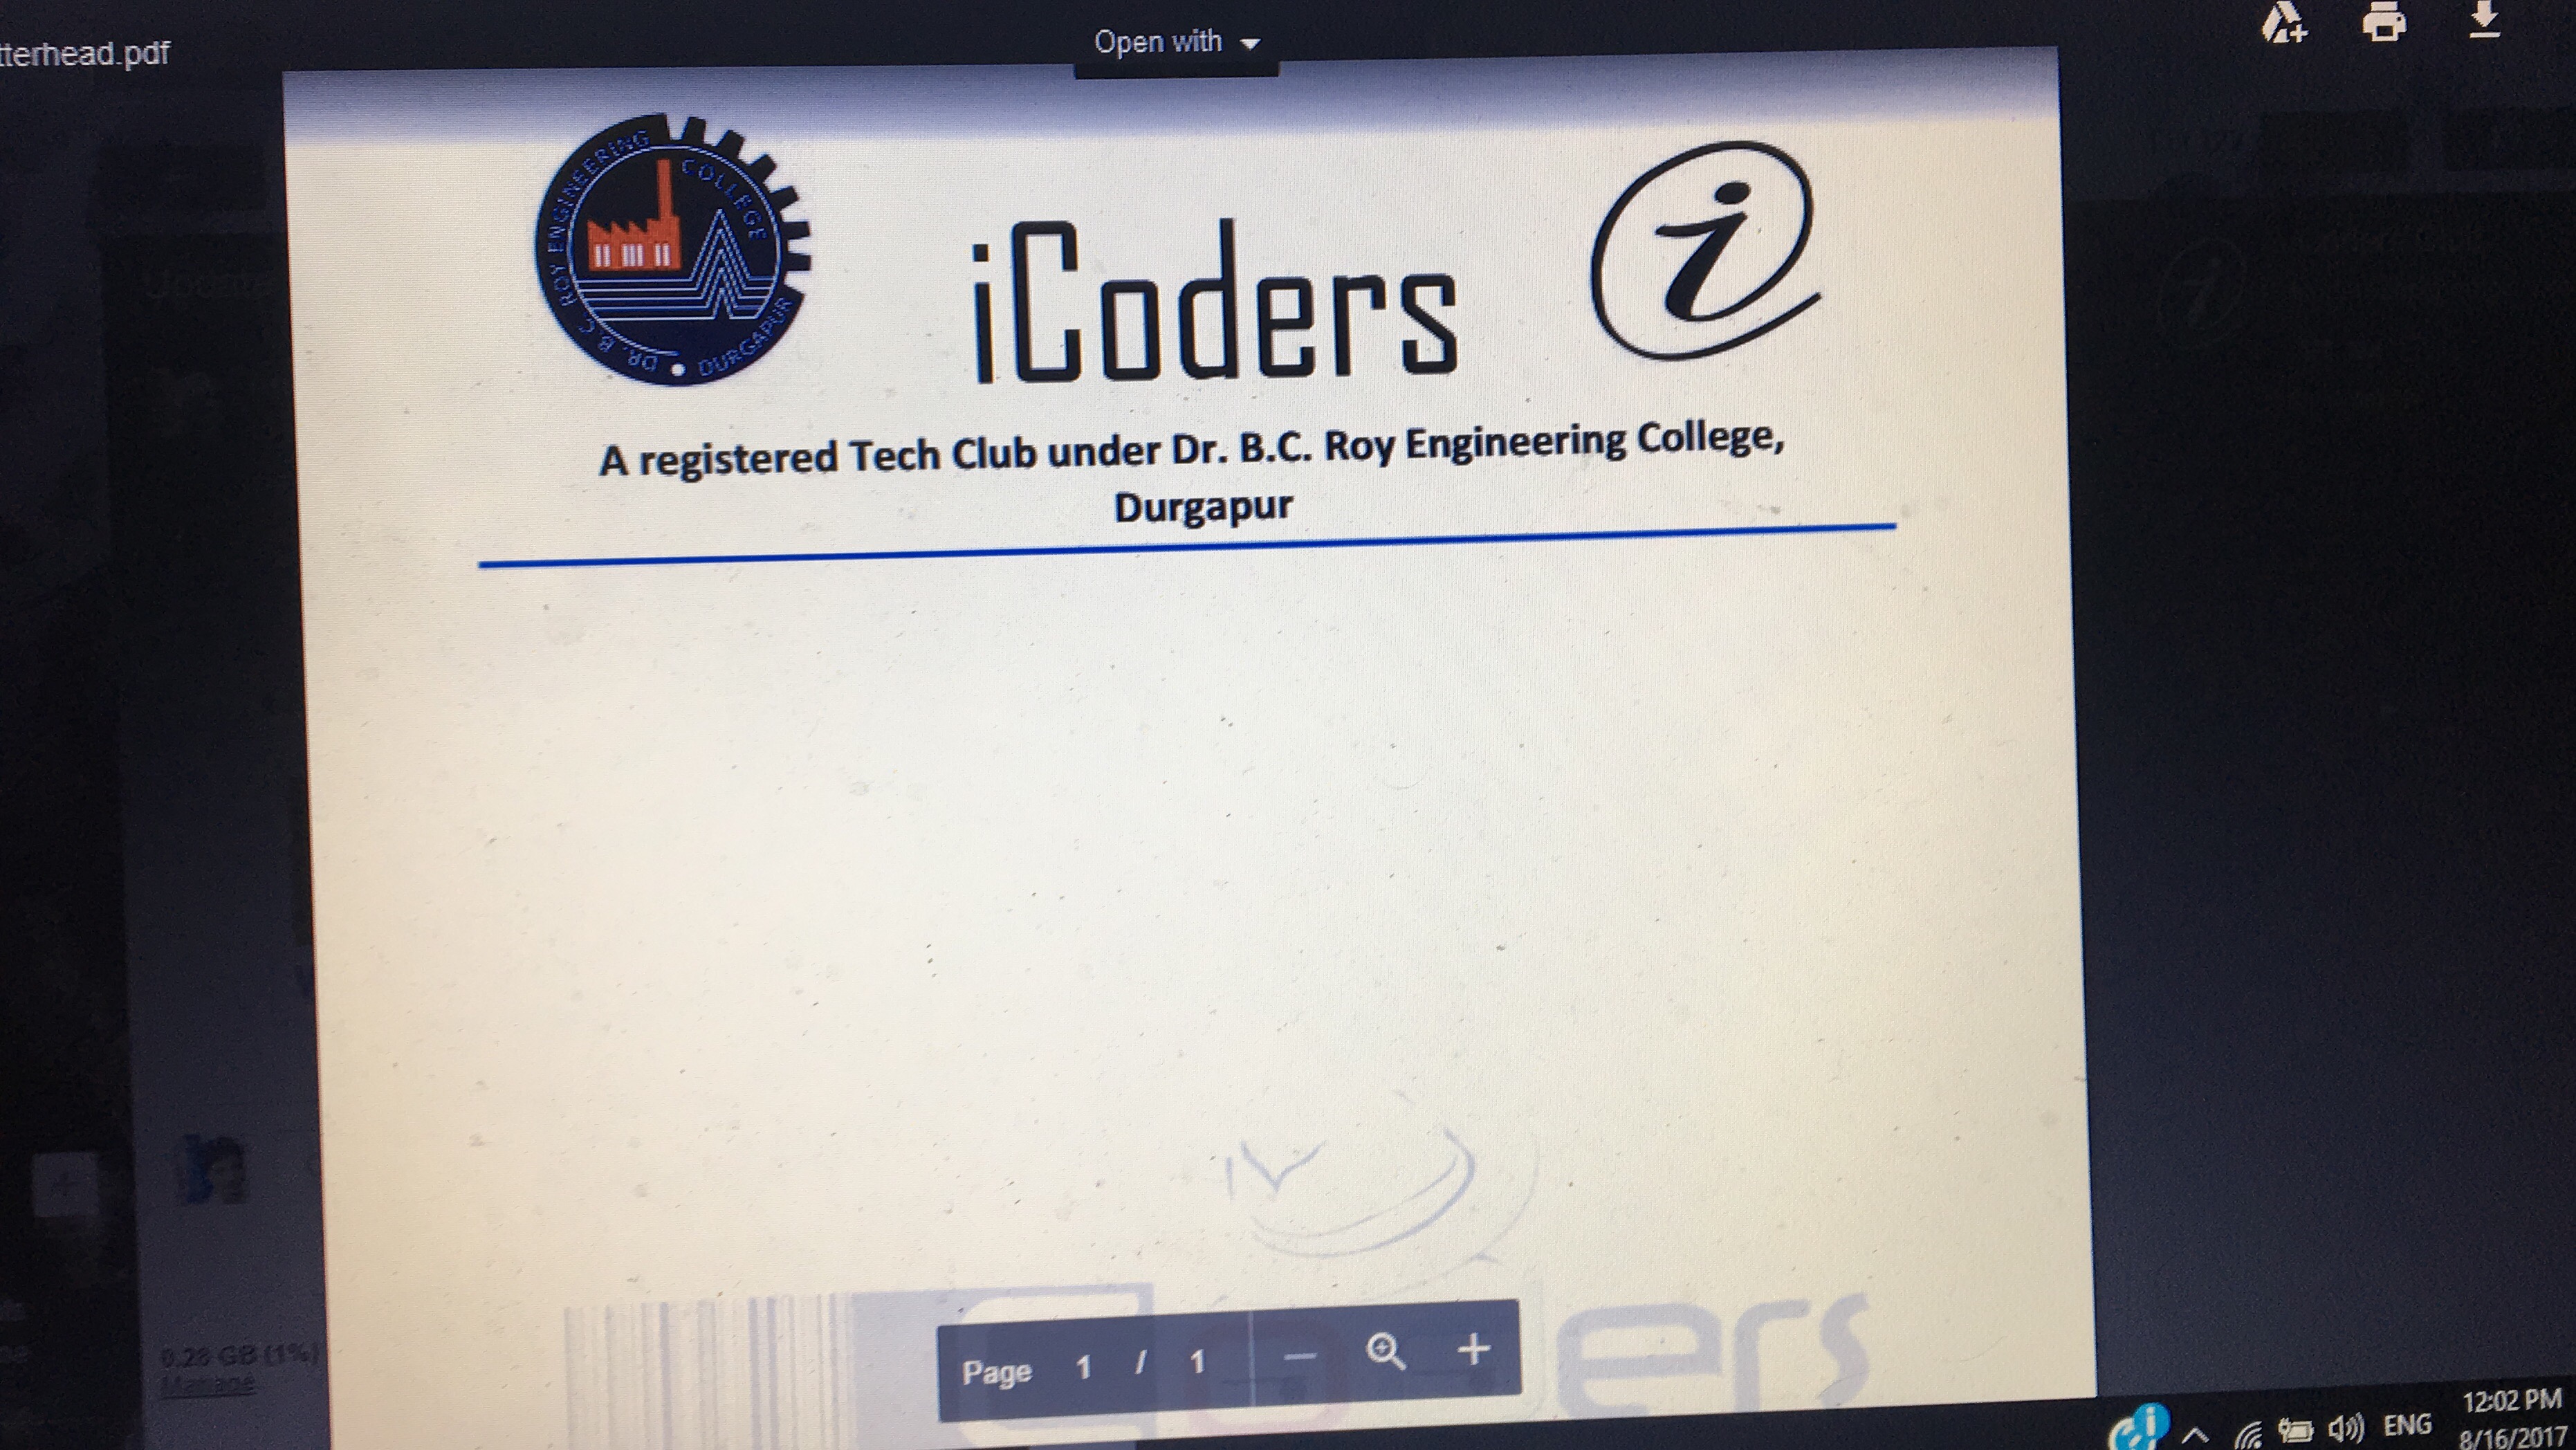 tterhead.pdf
Open with
DR. B.C. ROY ENGINEERING COLLEGE
DURGAPUR
i
iCoders
A registered Tech Club under Dr. B.C. Roy Engineering College,
Durgapur
ers
Page 1 / 1
0.28 GB (1%)
Manage
ENG
12:02 PM
8/16/2017